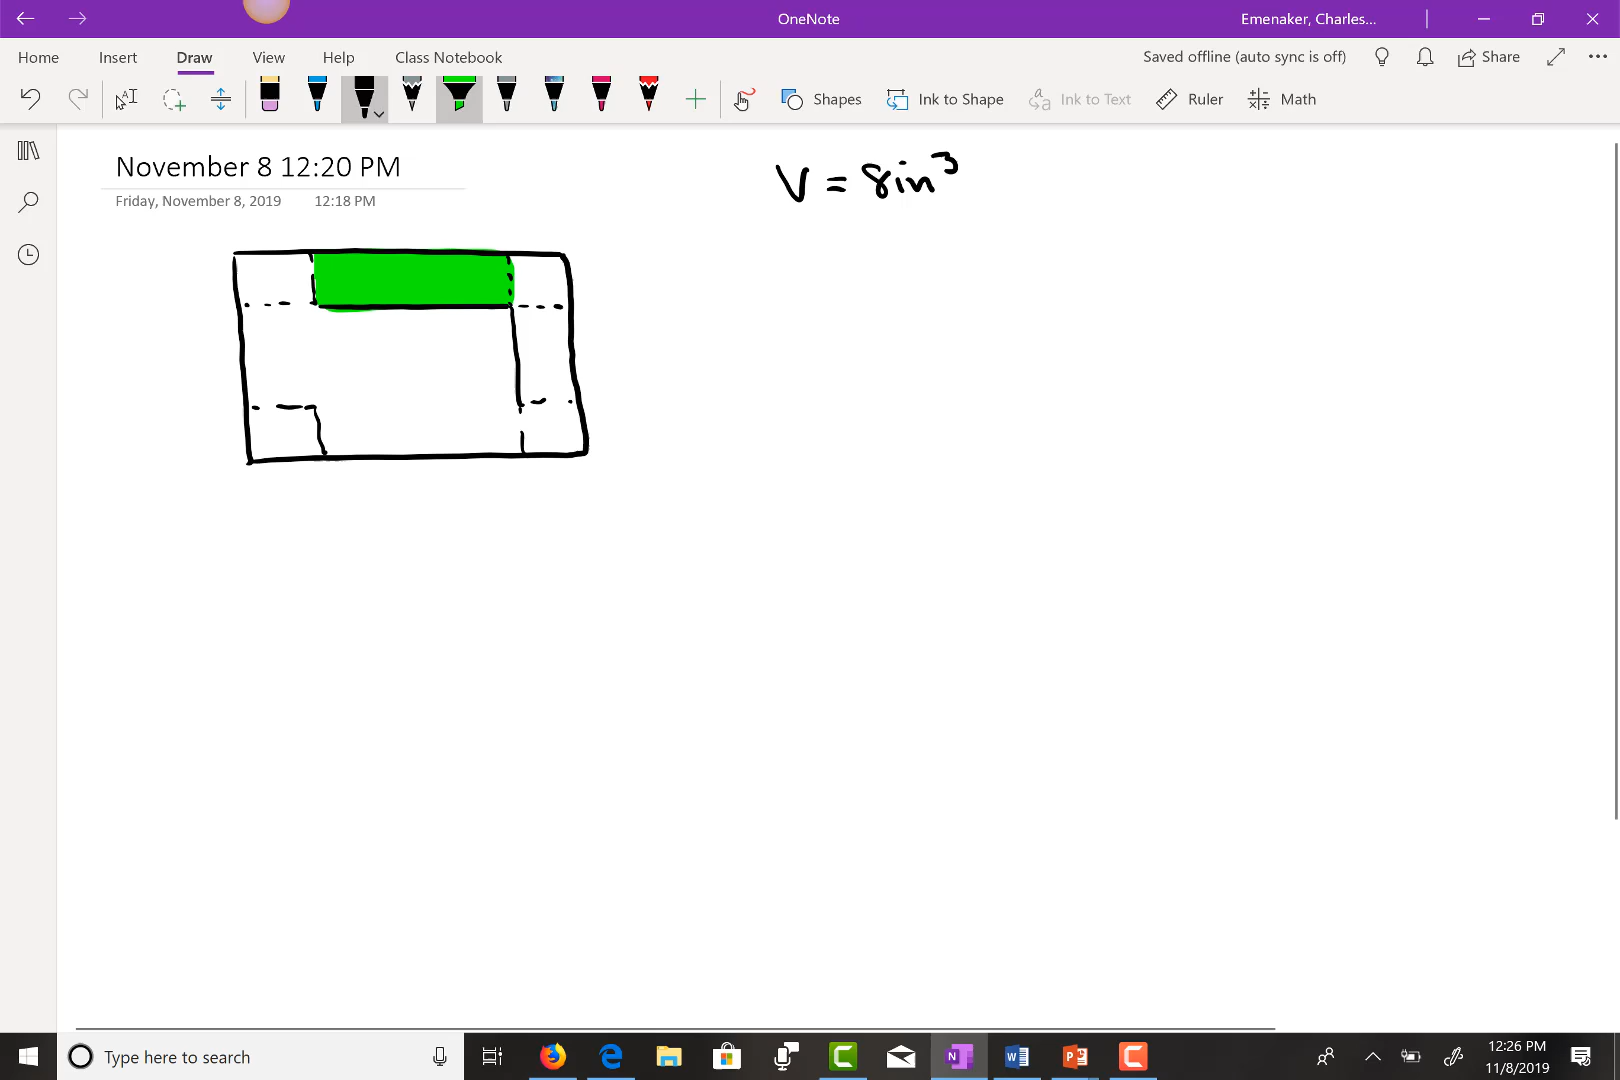 OneNote
Emenaker, Charles...
Home Insert Draw View Help Class Notebook
Saved offline (auto sync is off) Share
Shapes Ink to Shape Ink to Text Ruler Math
November 8 12:20 PM
Friday, November 8, 2019 12:18 PM
V = 8in³
Type here to search
12:26 PM
11/8/2019